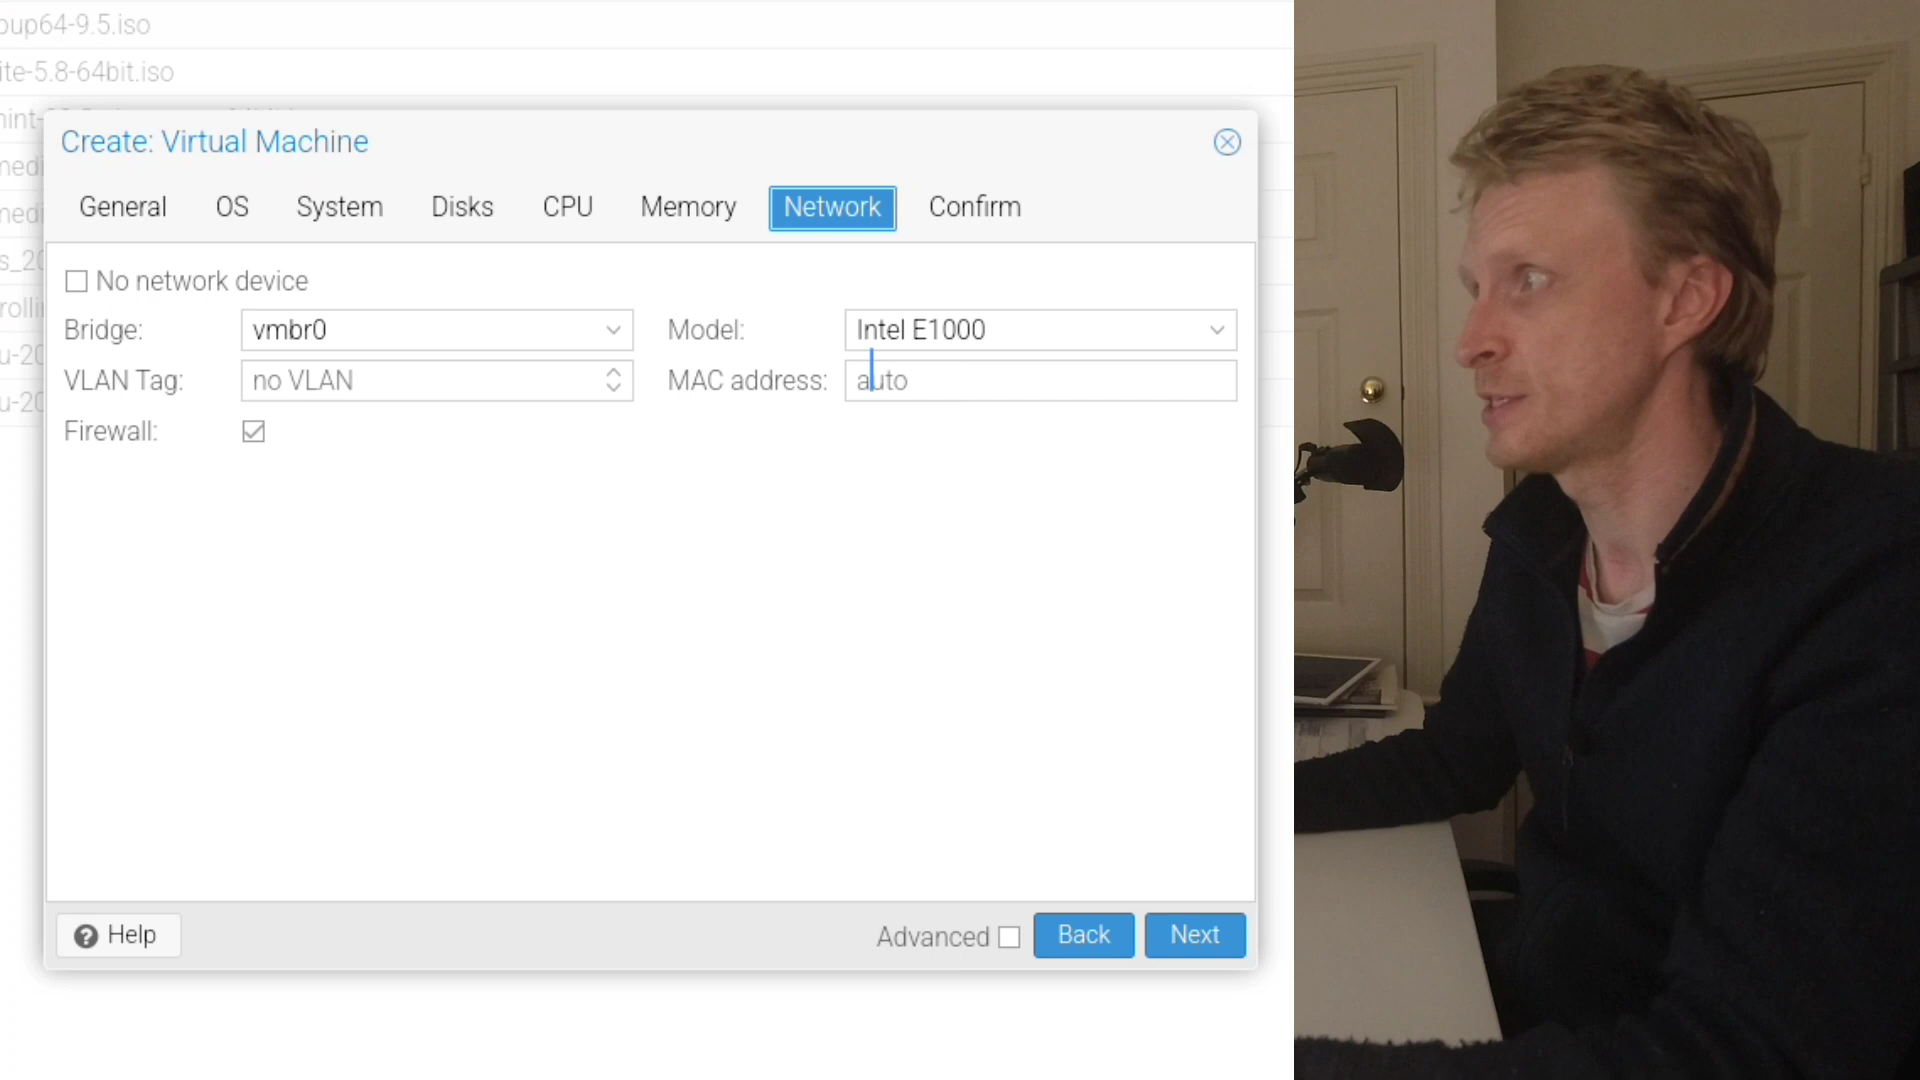 pup64-9.5.iso
ite-5.8-64bit.iso
Create: Virtual Machine
General OS System Disks CPU Memory Network Confirm
No network device
Bridge: vmbr0 Model: Intel E1000
VLAN Tag: no VLAN MAC address: auto
Firewall:
Help Advanced Back Next